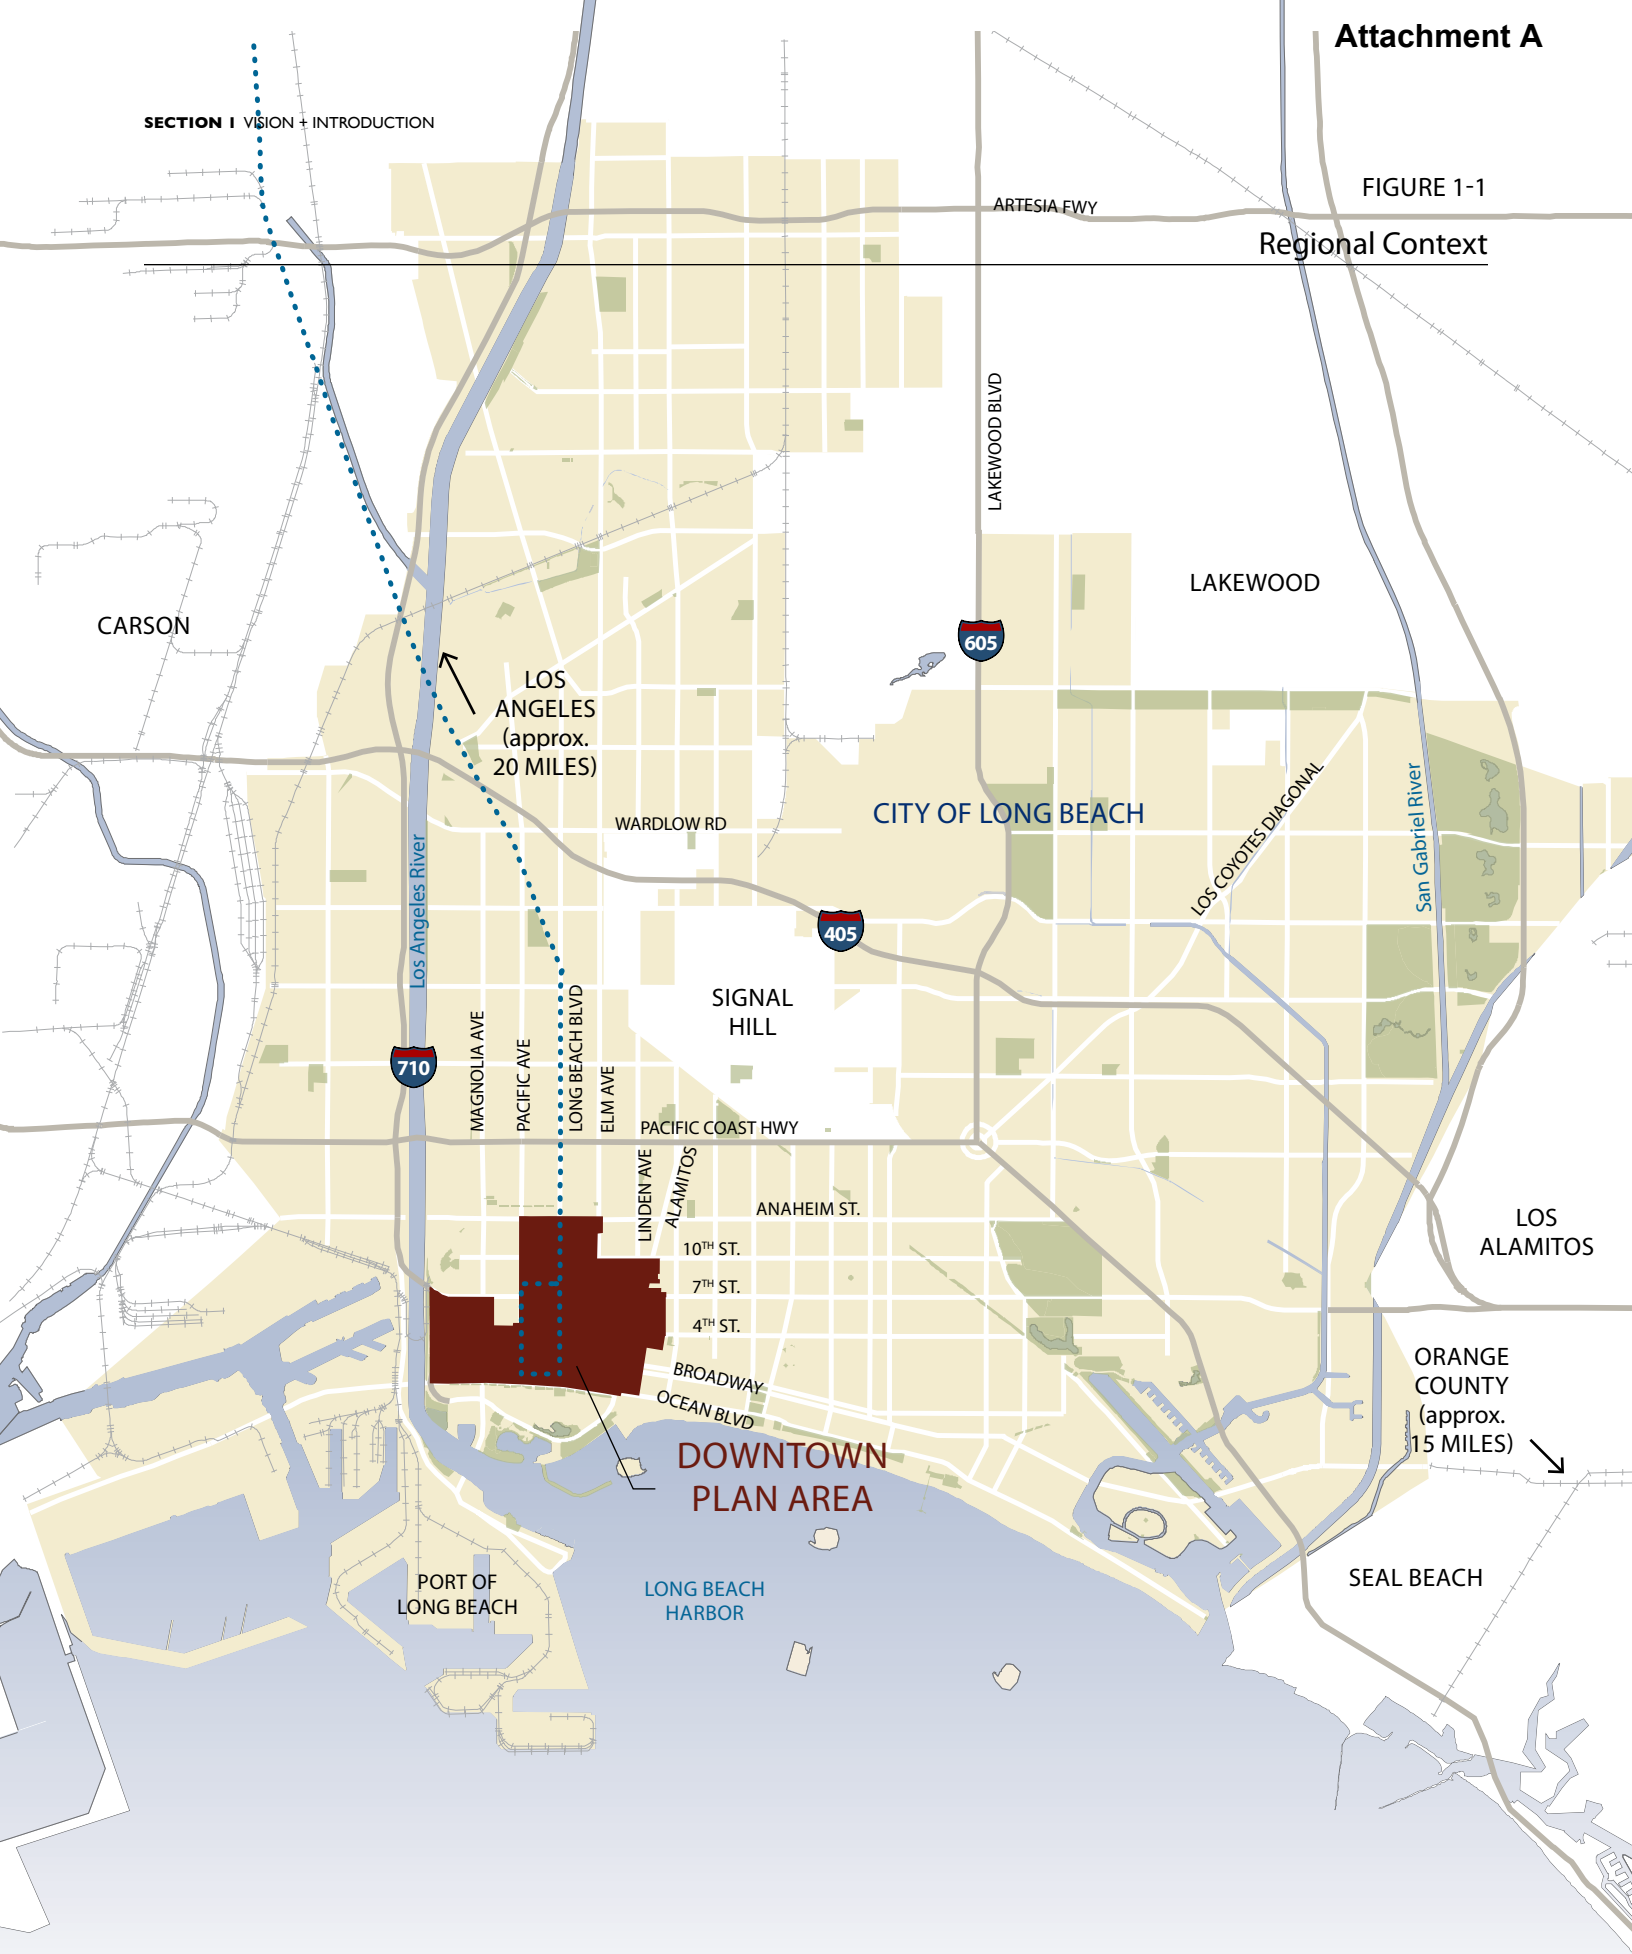 Attachment A
SECTION 1 VISION + INTRODUCTION
FIGURE 1-1
ARTESIA FWY
Regional Context
LAKEWOOD BLVD
LAKEWOOD
CARSON
605
LOS
ANGELES
(approx.
20 MILES)
CITY OF LONG BEACH
WARDLOW RD
LOS COYOTES DIAGONAL
San Gabriel River
Los Angeles River
405
SIGNAL
HILL
710
MAGNOLIA AVE
PACIFIC AVE
LONG BEACH BLVD
ELM AVE
PACIFIC COAST HWY
LINDEN AVE
ALAMITOS
ANAHEIM ST.
10TH ST.
7TH ST.
4TH ST.
LOS
ALAMITOS
BROADWAY
OCEAN BLVD
ORANGE
COUNTY
(approx.
15 MILES)
DOWNTOWN
PLAN AREA
PORT OF
LONG BEACH
LONG BEACH
HARBOR
SEAL BEACH